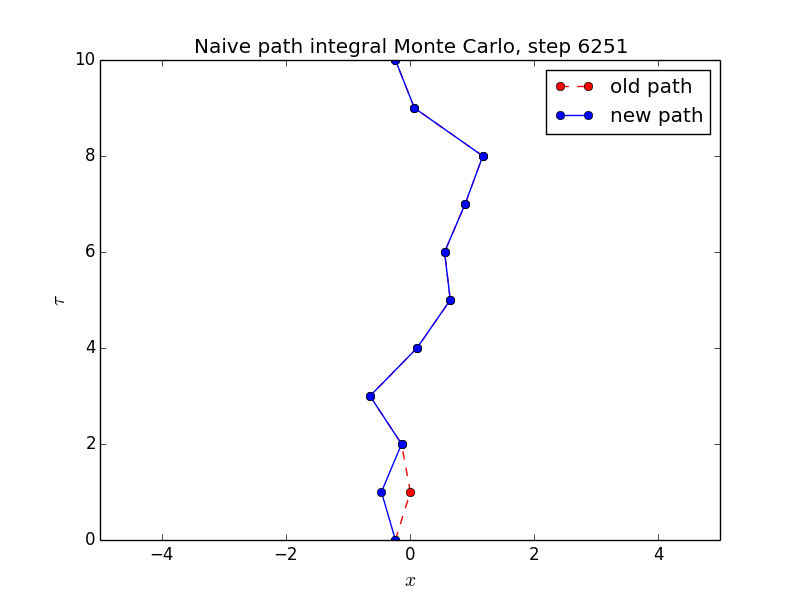 Naive path integral Monte Carlo, step 6251
old path
new path
10
8
6
4
2
0
τ
−4 −2 0 2 4
x